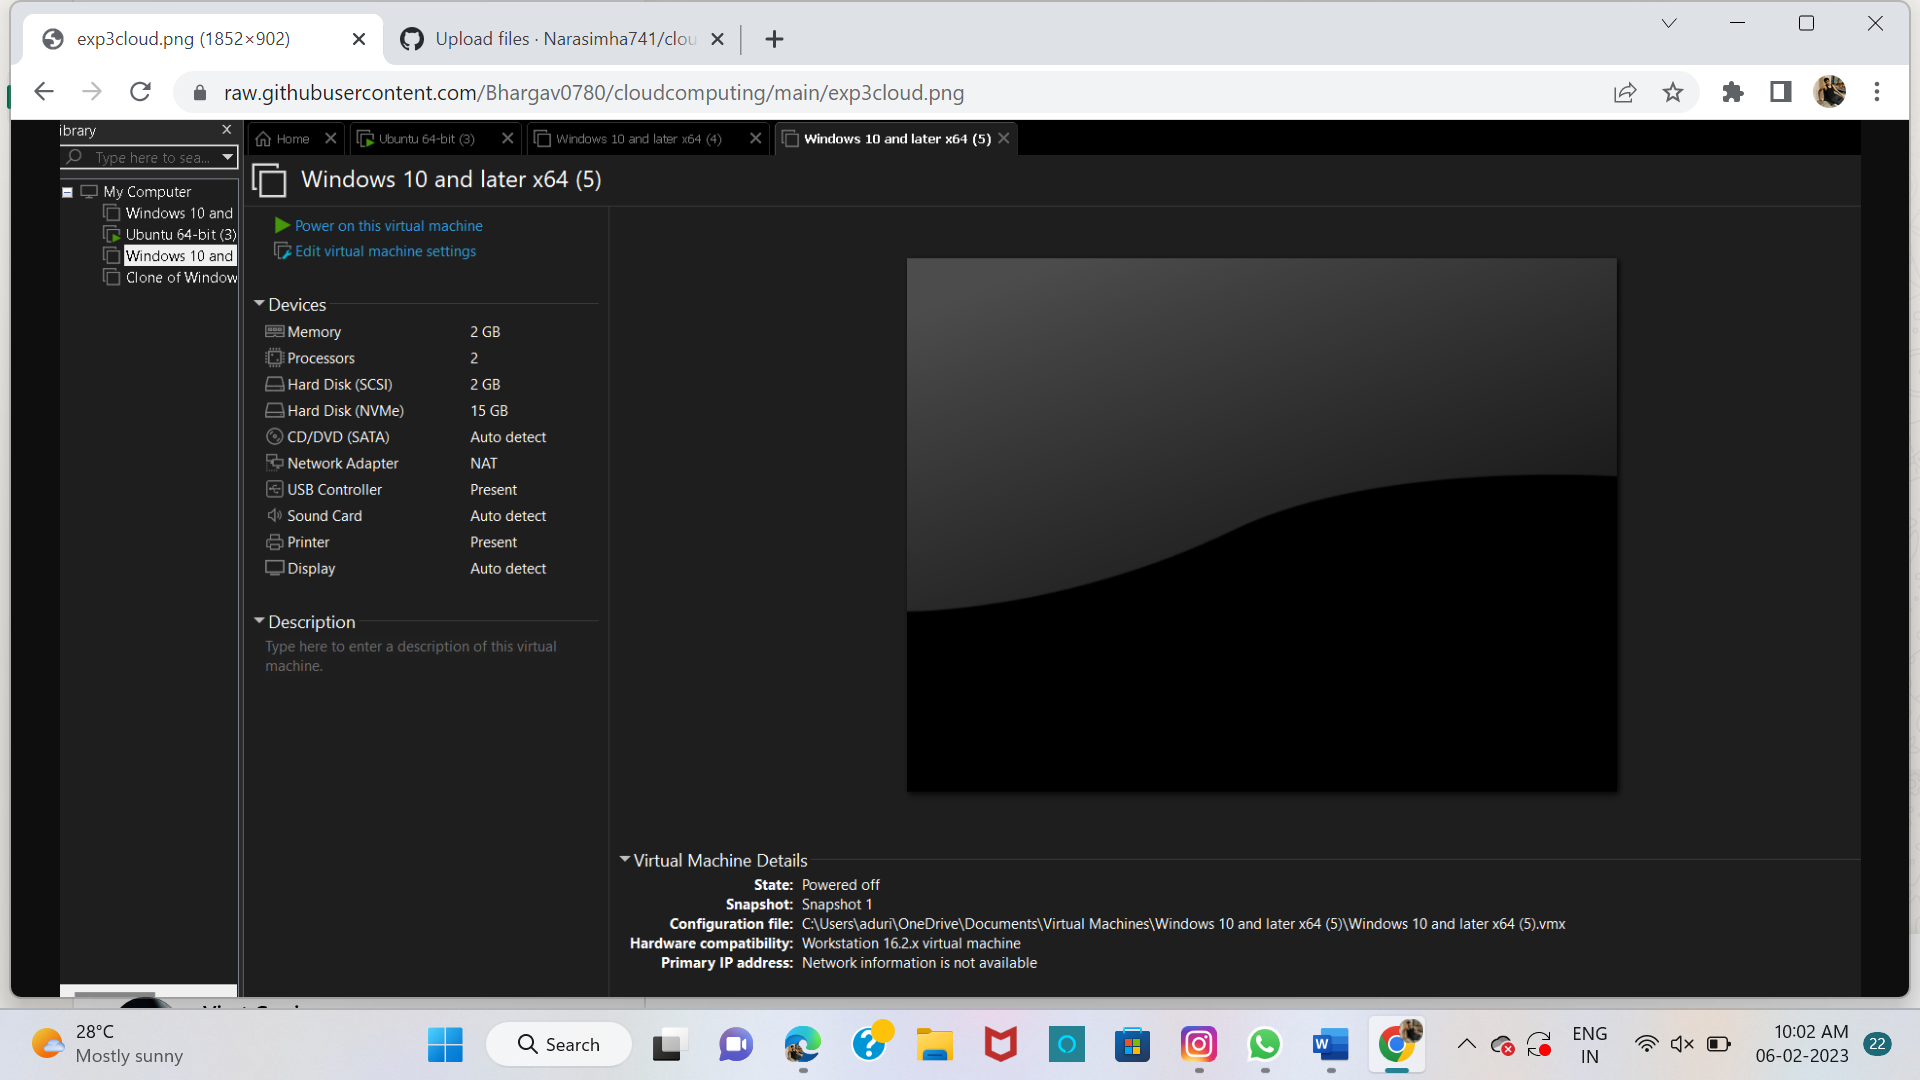 exp3cloud.png (1852×902)
Upload files · Narasimha741/clou
raw.githubusercontent.com/Bhargav0780/cloudcomputing/main/exp3cloud.png
ibrary
Home
Ubuntu 64-bit (3)
Windows 10 and later x64 (4)
Windows 10 and later x64 (5)
Type here to sea...
My Computer
Windows 10 and
Ubuntu 64-bit (3)
Windows 10 and
Clone of Window
Windows 10 and later x64 (5)
Power on this virtual machine
Edit virtual machine settings
Devices
Memory 2 GB
Processors 2
Hard Disk (SCSI) 2 GB
Hard Disk (NVMe) 15 GB
CD/DVD (SATA) Auto detect
Network Adapter NAT
USB Controller Present
Sound Card Auto detect
Printer Present
Display Auto detect
Description
Type here to enter a description of this virtual
machine.
Virtual Machine Details
State: Powered off
Snapshot: Snapshot 1
Configuration file: C:\Users\aduri\OneDrive\Documents\Virtual Machines\Windows 10 and later x64 (5)\Windows 10 and later x64 (5).vmx
Hardware compatibility: Workstation 16.2.x virtual machine
Primary IP address: Network information is not available
28°C
Mostly sunny
Search
ENG
IN
10:02 AM
06-02-2023
22